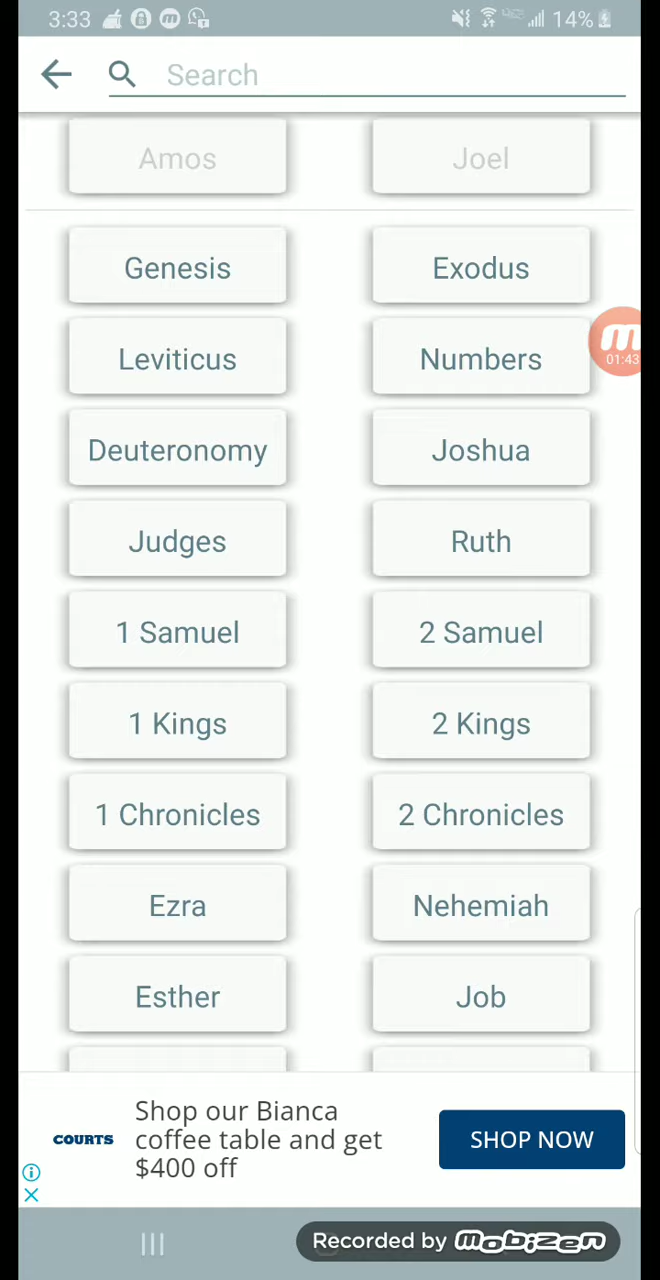 3:33
14%
Search
Amos
Joel
Genesis
Exodus
Leviticus
Numbers
01:43
Deuteronomy
Joshua
Judges
Ruth
1 Samuel
2 Samuel
1 Kings
2 Kings
1 Chronicles
2 Chronicles
Ezra
Nehemiah
Esther
Job
Shop our Bianca
coffee table and get
$400 off
COURTS
SHOP NOW
Recorded by mobizen